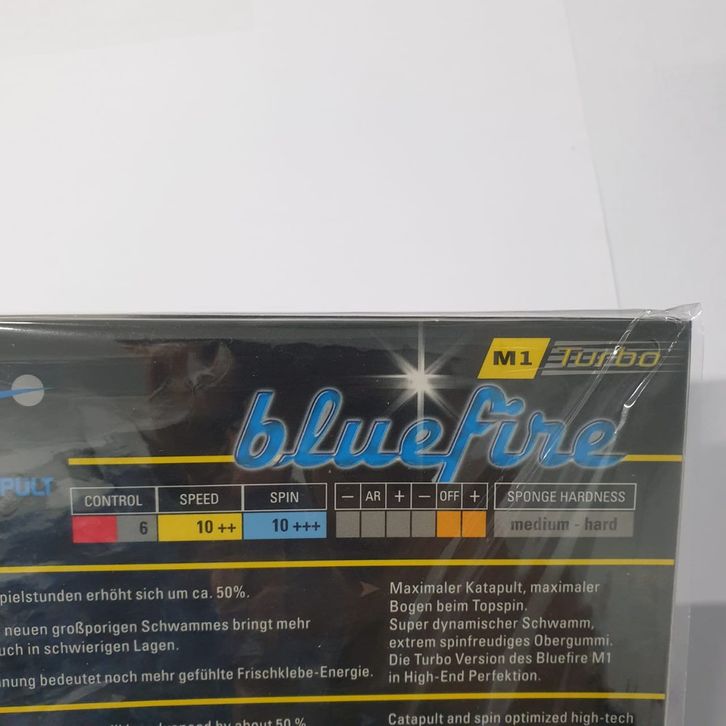 M1 Turbo
bluefire
PULT
CONTROL SPEED SPIN − AR + − OFF + SPONGE HARDNESS
6 10 ++ 10 +++ medium - hard
pielstunden erhöht sich um ca. 50%.
neuen großporigen Schwammes bringt mehr
uch in schwierigen Lagen.
nung bedeutet noch mehr gefühlte Frischklebe-Energie.
Maximaler Katapult, maximaler
Bogen beim Topspin.
Super dynamischer Schwamm,
extrem spinfreudiges Obergummi.
Die Turbo Version des Bluefire M1
in High-End Perfektion.
by about 50 %
Catapult and spin optimized high-tech